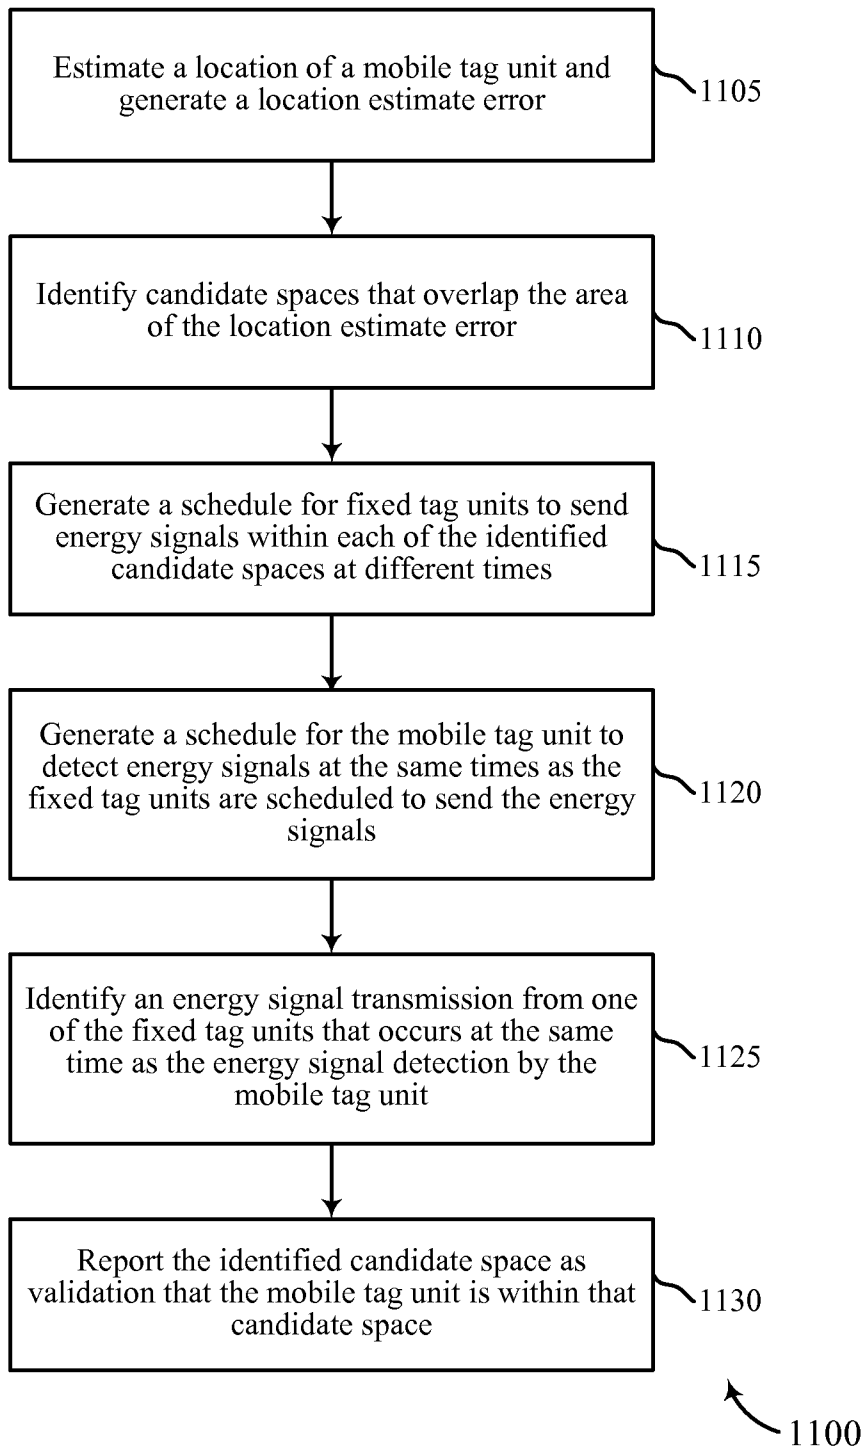 Estimate a location of a mobile tag unit and
generate a location estimate error
1105
Identify candidate spaces that overlap the area
of the location estimate error
1110
Generate a schedule for fixed tag units to send
energy signals within each of the identified
candidate spaces at different times
1115
Generate a schedule for the mobile tag unit to
detect energy signals at the same times as the
fixed tag units are scheduled to send the energy
signals
1120
Identify an energy signal transmission from one
of the fixed tag units that occurs at the same
time as the energy signal detection by the
mobile tag unit
1125
Report the identified candidate space as
validation that the mobile tag unit is within that
candidate space
1130
1100